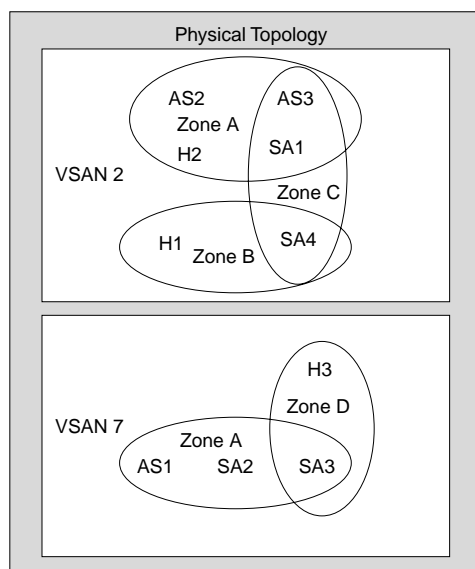 Physical Topology
AS2 AS3
Zone A
H2 SA1
VSAN 2
Zone C
H1 Zone B SA4
H3
Zone D
VSAN 7
Zone A
AS1 SA2 SA3